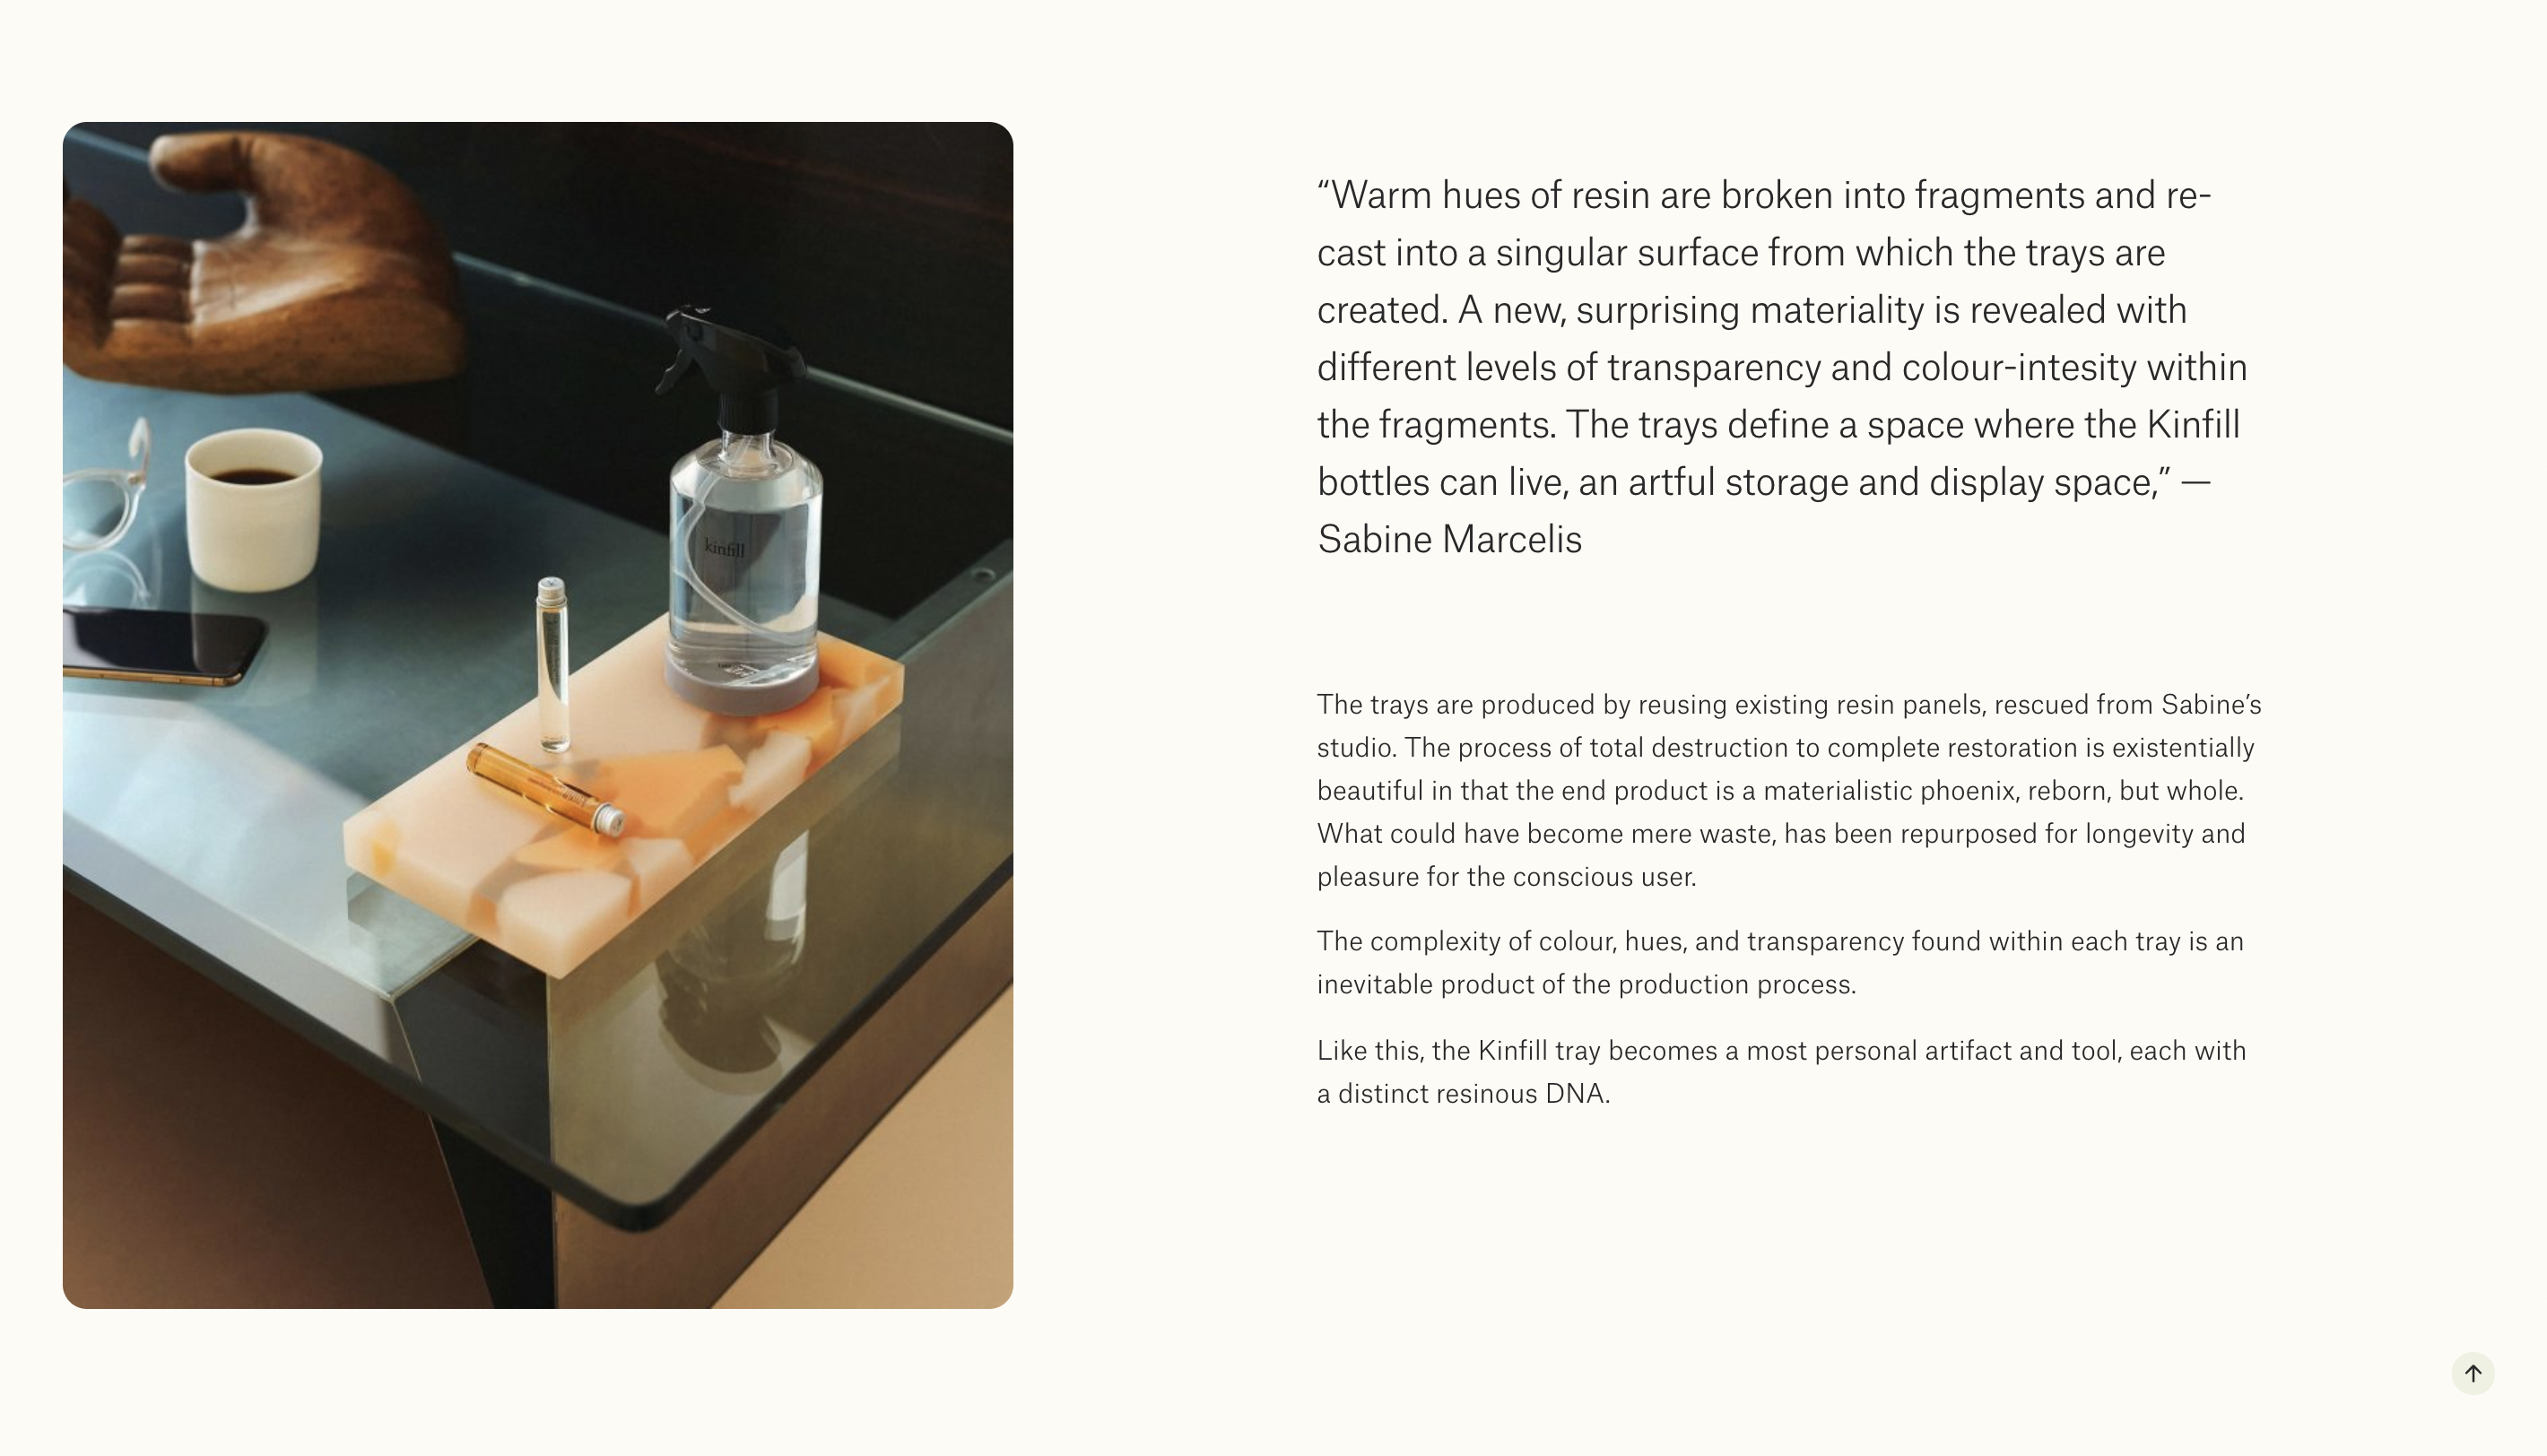 kinfill
“Warm hues of resin are broken into fragments and re-
cast into a singular surface from which the trays are
created. A new, surprising materiality is revealed with
different levels of transparency and colour-intesity within
the fragments. The trays define a space where the Kinfill
bottles can live, an artful storage and display space,” —
Sabine Marcelis
The trays are produced by reusing existing resin panels, rescued from Sabine’s
studio. The process of total destruction to complete restoration is existentially
beautiful in that the end product is a materialistic phoenix, reborn, but whole.
What could have become mere waste, has been repurposed for longevity and
pleasure for the conscious user.
The complexity of colour, hues, and transparency found within each tray is an
inevitable product of the production process.
Like this, the Kinfill tray becomes a most personal artifact and tool, each with
a distinct resinous DNA.